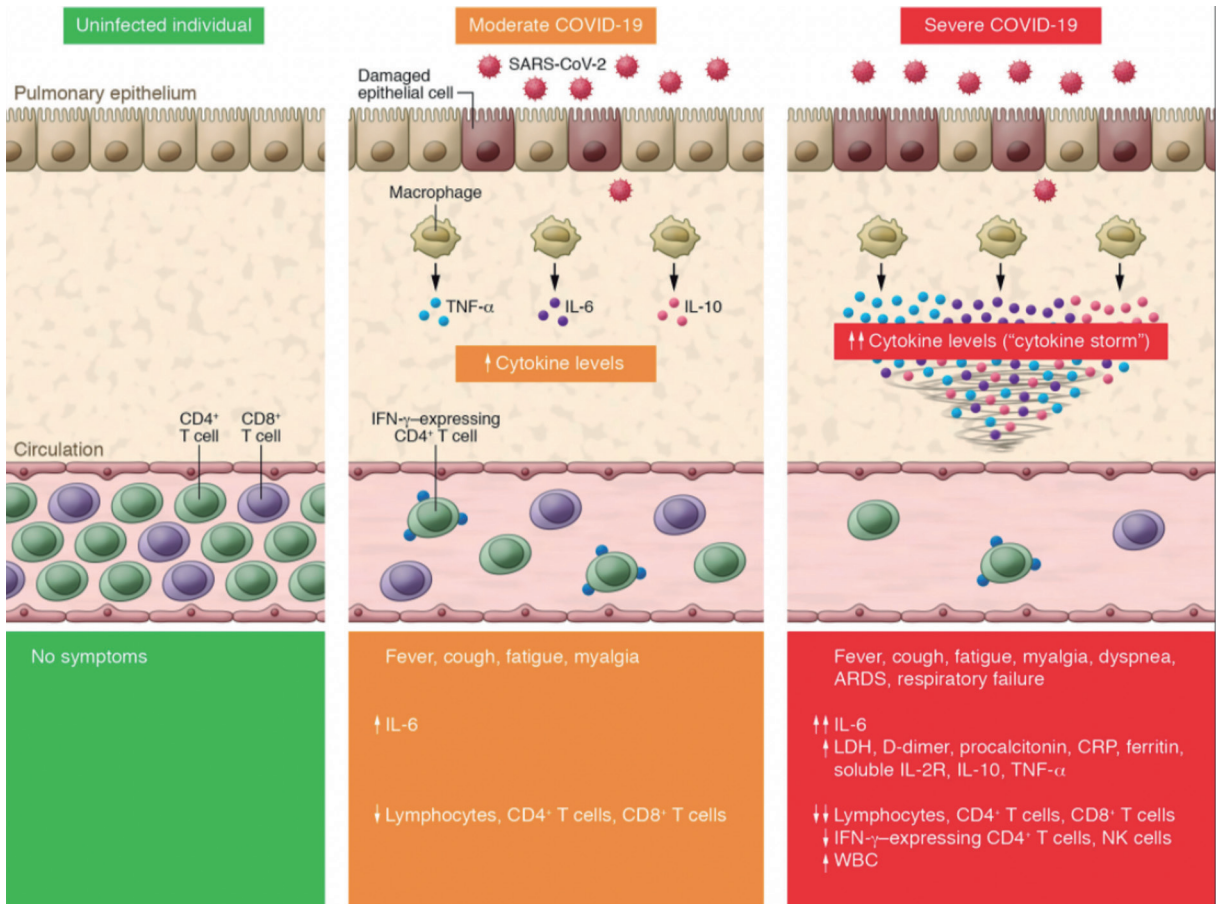 Uninfected individual
Pulmonary epithelium
CD4⁺
T cell
CD8⁺
T cell
Circulation
No symptoms
Moderate COVID-19
SARS-CoV-2
Damaged
epithelial cell
Macrophage
TNF-α
IL-6
IL-10
↑ Cytokine levels
IFN-γ–expressing
CD4⁺ T cell
Fever, cough, fatigue, myalgia
↑ IL-6
↓ Lymphocytes, CD4⁺ T cells, CD8⁺ T cells
Severe COVID-19
↑↑ Cytokine levels (“cytokine storm”)
Fever, cough, fatigue, myalgia, dyspnea,
ARDS, respiratory failure
↑↑ IL-6
↑ LDH, D-dimer, procalcitonin, CRP, ferritin,
soluble IL-2R, IL-10, TNF-α
↓↓ Lymphocytes, CD4⁺ T cells, CD8⁺ T cells
↓ IFN-γ–expressing CD4⁺ T cells, NK cells
↑ WBC